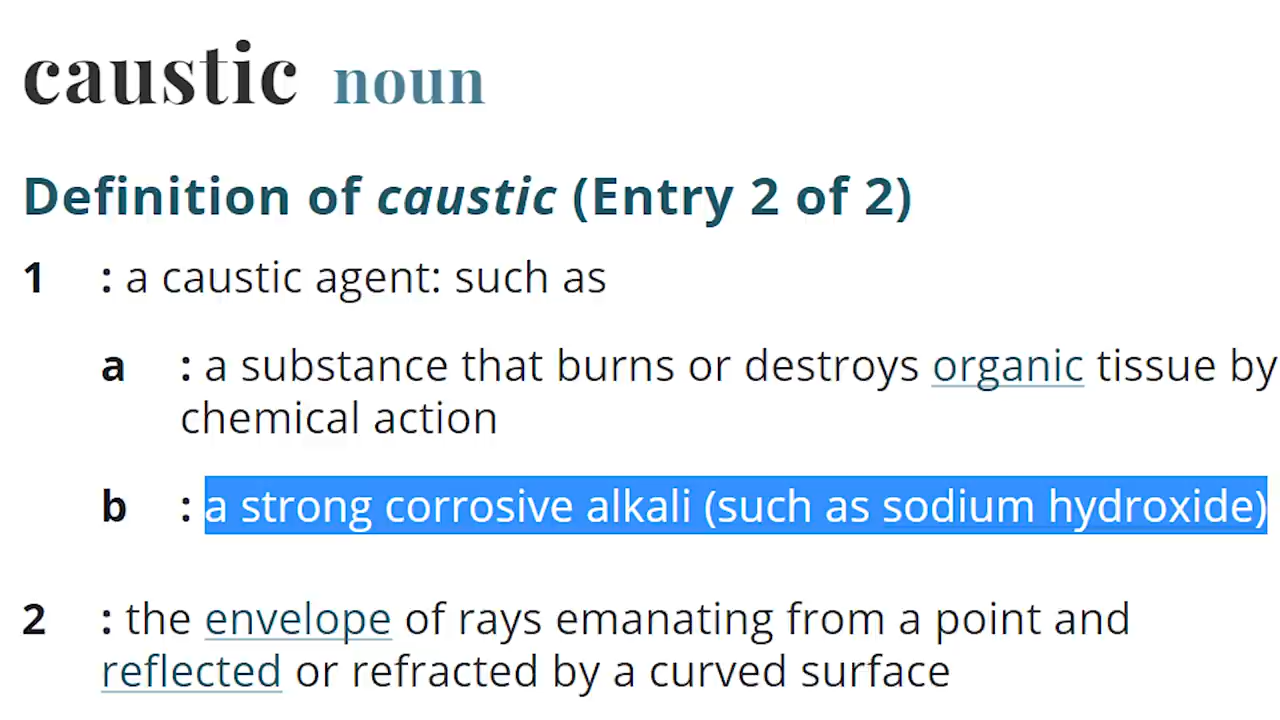 caustic noun
Definition of caustic (Entry 2 of 2)
1 : a caustic agent: such as
a : a substance that burns or destroys organic tissue by
chemical action
b : a strong corrosive alkali (such as sodium hydroxide)
2 : the envelope of rays emanating from a point and
reflected or refracted by a curved surface